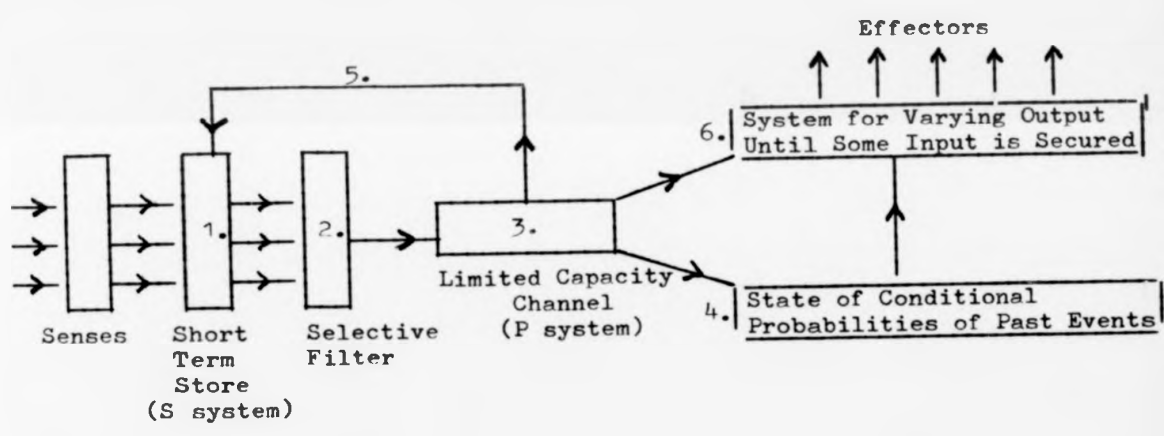 Effectors
5.
6.
System for Varying Output
Until Some Input is Secured
1.
2.
3.
Limited Capacity
Channel
(P system)
4.
State of Conditional
Probabilities of Past Events
Senses
Short
Term
Store
(S system)
Selective
Filter